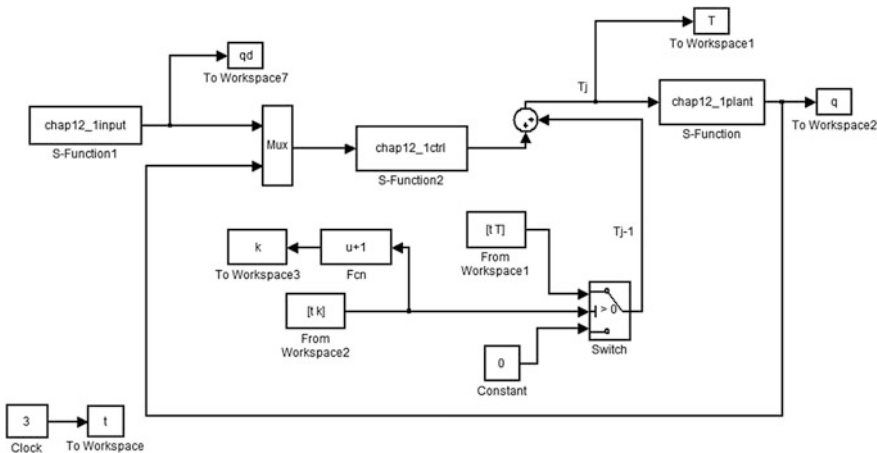 T
To Workspace1
qd
To Workspace7
Tj
chap12_1input
S-Function1
Mux
chap12_1ctrl
S-Function2
++
chap12_1plant
S-Function
q
To Workspace2
Tj-1
[t T]
From
Workspace1
k
To Workspace3
u+1
Fcn
[t k]
From
Workspace2
> 0
Switch
0
Constant
3
Clock
t
To Workspace